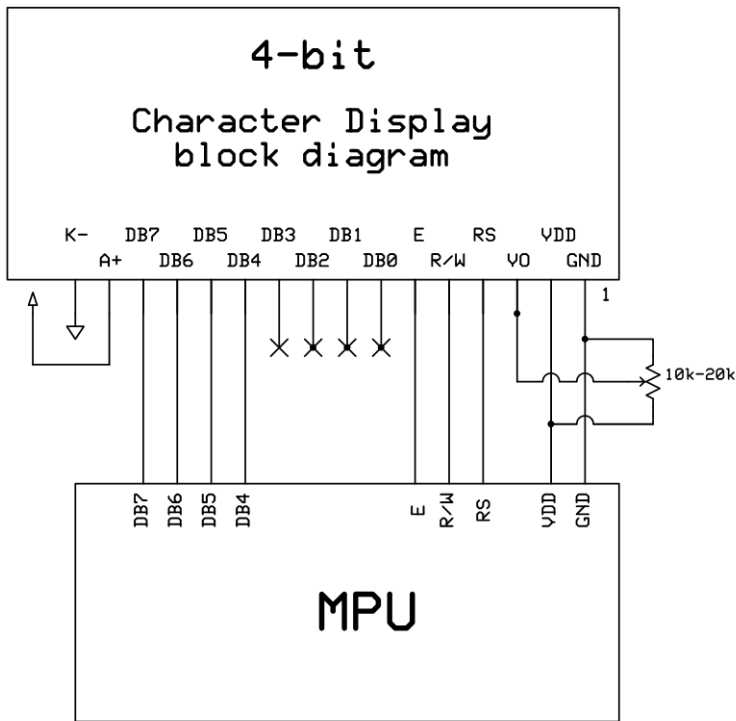 4-bit
Character Display
block diagram
K- DB7 DB5 DB3 DB1 E RS VDD
A+ DB6 DB4 DB2 DB0 R/W VO GND
1
10k-20k
DB7 DB6 DB5 DB4 E R/W RS VDD GND
MPU